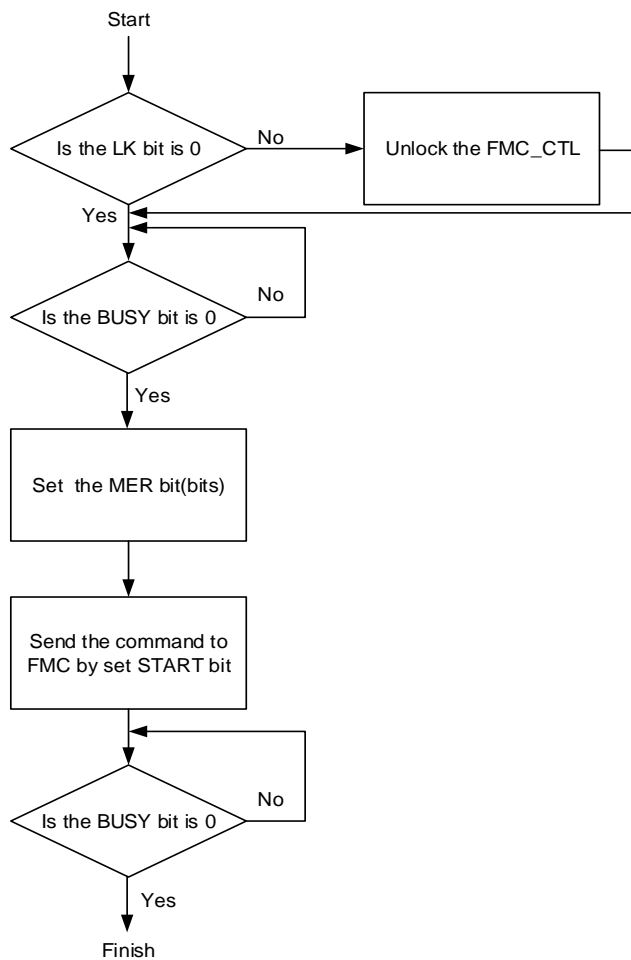 Start
Is the LK bit is 0
No
Unlock the FMC_CTL
Yes
No
Is the BUSY bit is 0
Yes
Set the MER bit(bits)
Send the command to
FMC by set START bit
No
Is the BUSY bit is 0
Yes
Finish